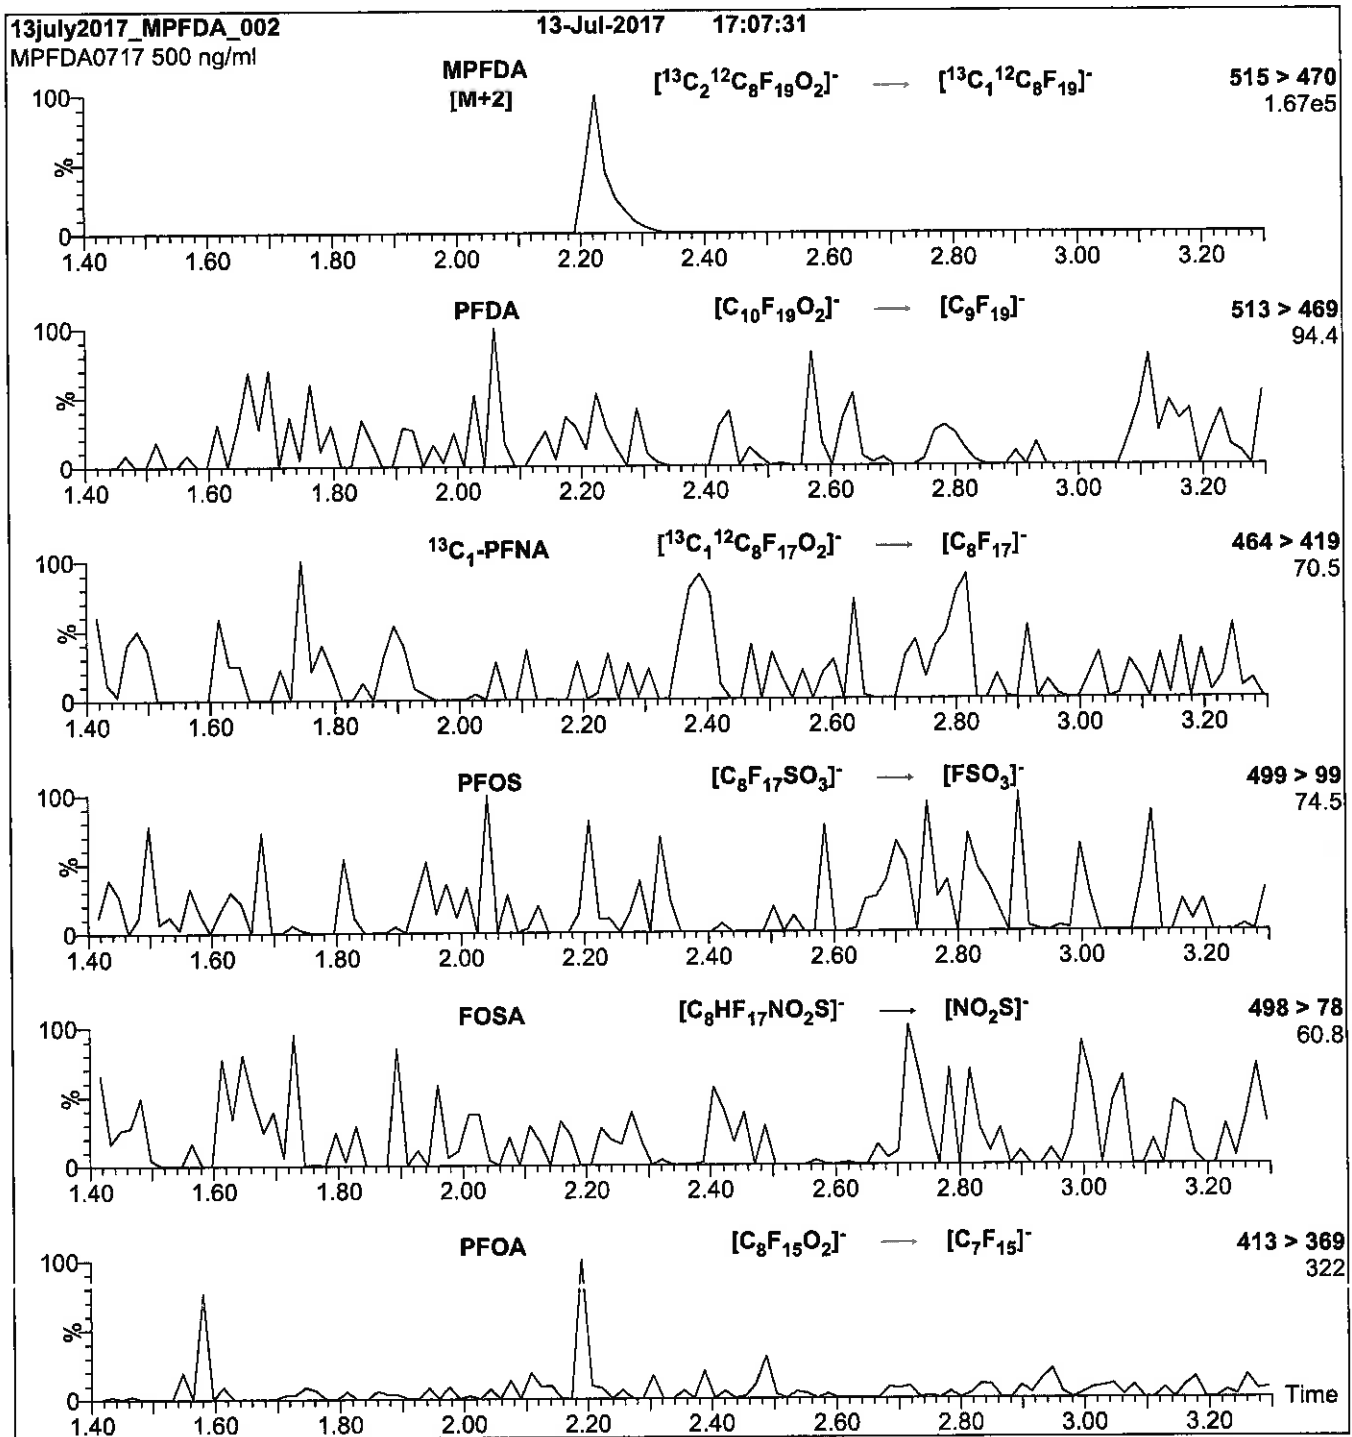 13july2017_MPFDA_002 13-Jul-2017 17:07:31
MPFDA0717 500 ng/ml
MPFDA [¹³C₂¹²C₈F₁₉O₂]⁻ → [¹³C₁¹²C₈F₁₉]⁻ 515 > 470
[M+2] 1.67e5
100
%
0
1.40 1.60 1.80 2.00 2.20 2.40 2.60 2.80 3.00 3.20
PFDA [C₁₀F₁₉O₂]⁻ → [C₉F₁₉]⁻ 513 > 469
94.4
100
%
0
1.40 1.60 1.80 2.00 2.20 2.40 2.60 2.80 3.00 3.20
¹³C₁-PFNA [¹³C₁¹²C₈F₁₇O₂]⁻ → [C₈F₁₇]⁻ 464 > 419
70.5
100
%
0
1.40 1.60 1.80 2.00 2.20 2.40 2.60 2.80 3.00 3.20
PFOS [C₈F₁₇SO₃]⁻ → [FSO₃]⁻ 499 > 99
74.5
100
%
0
1.40 1.60 1.80 2.00 2.20 2.40 2.60 2.80 3.00 3.20
FOSA [C₈HF₁₇NO₂S]⁻ → [NO₂S]⁻ 498 > 78
60.8
100
%
0
1.40 1.60 1.80 2.00 2.20 2.40 2.60 2.80 3.00 3.20
PFOA [C₈F₁₅O₂]⁻ → [C₇F₁₅]⁻ 413 > 369
322
100
%
0
Time
1.40 1.60 1.80 2.00 2.20 2.40 2.60 2.80 3.00 3.20